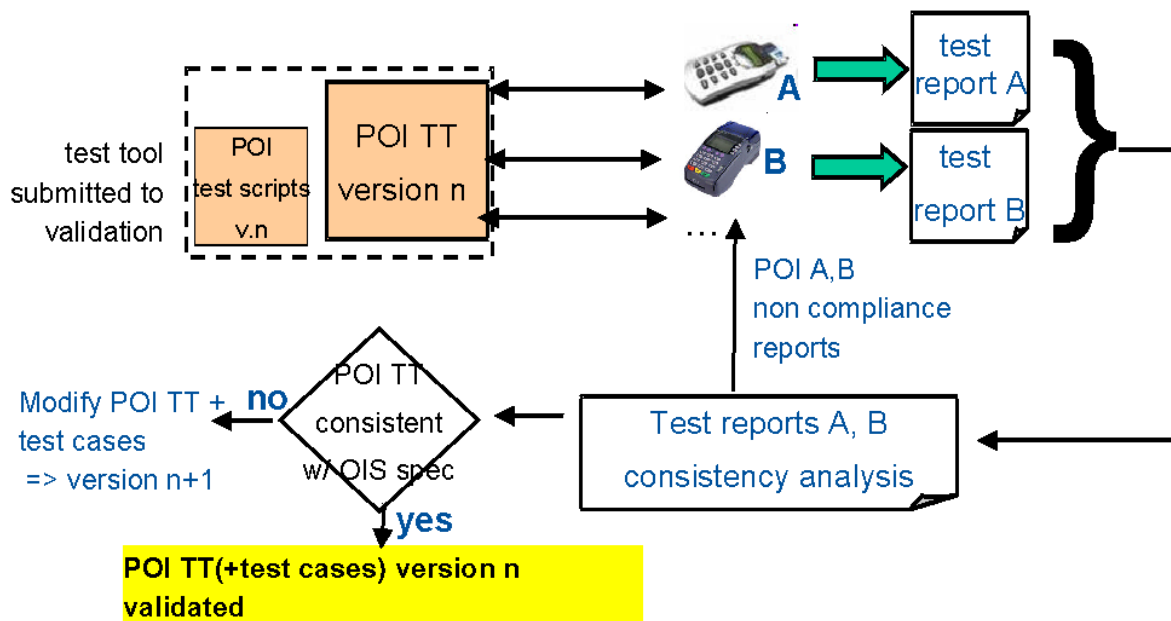 test tool
submitted to
validation
POI
test scripts
v.n
POI TT
version n
A
B
....
test
report A
test
report B
POI A,B
non compliance
reports
Test reports A, B
consistency analysis
POI TT
consistent
w/ OIS spec
no
Modify POI TT +
test cases
=> version n+1
yes
POI TT(+test cases) version n
validated